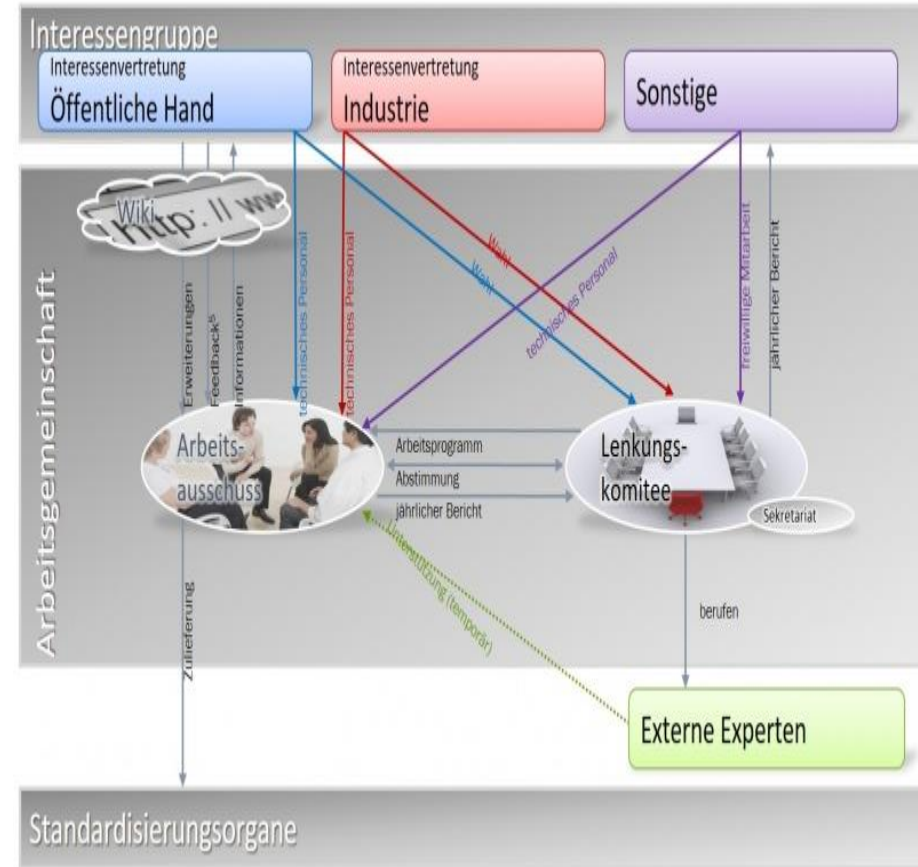 Interessengruppe
Interessenvertretung
Öffentliche Hand
Interessenvertretung
Industrie
Sonstige
Wiki
http: // ww
Arbeitsgemeinschaft
Erweiterungen
Feedback⁵
Informationen
technisches Personal
technisches Personal
Wahl
Wahl
technisches Personal
freiwillige Mitarbeit
jährlicher Bericht
Arbeits-
ausschuss
Arbeitsprogramm
Abstimmung
jährlicher Bericht
Lenkungs-
komitee
Sekretariat
Unterstützung (temporär)
Zulieferung
berufen
Externe Experten
Standardisierungsorgane